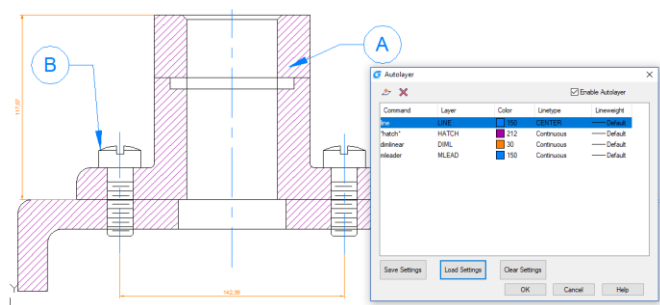 A
B
117.97
142.39
Y
Autolayer
Enable Autolayer
Command Layer Color Linetype Lineweight
line LINE 150 CENTER Default
"hatch" HATCH 212 Continuous Default
dimlinear DIML 30 Continuous Default
mleader MLEAD 150 Continuous Default
Save Settings Load Settings Clear Settings
OK Cancel Help